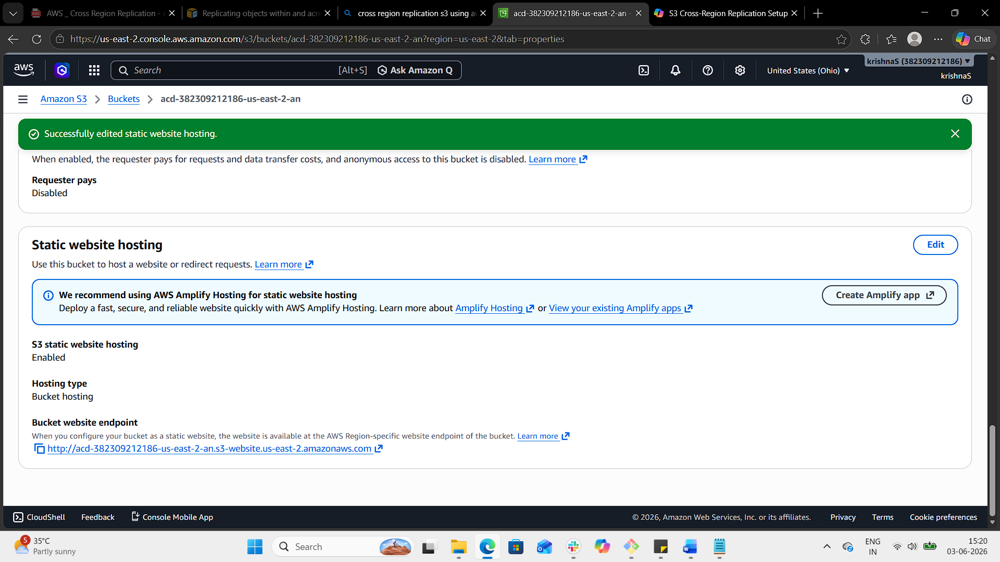 AWS _ Cross Region Replication - s
Replicating objects within and acro
cross region replication s3 using aw
acd-382309212186-us-east-2-an -
S3 Cross-Region Replication Setup
https://us-east-2.console.aws.amazon.com/s3/buckets/acd-382309212186-us-east-2-an?region=us-east-2&tab=properties
Chat
aws
Search
[Alt+S]
Ask Amazon Q
United States (Ohio)
krishnaS (382309212186)
krishnaS
Amazon S3
Buckets
acd-382309212186-us-east-2-an
Successfully edited static website hosting.
When enabled, the requester pays for requests and data transfer costs, and anonymous access to this bucket is disabled. Learn more
Requester pays
Disabled
Static website hosting
Edit
Use this bucket to host a website or redirect requests. Learn more
We recommend using AWS Amplify Hosting for static website hosting
Create Amplify app
Deploy a fast, secure, and reliable website quickly with AWS Amplify Hosting. Learn more about Amplify Hosting or View your existing Amplify apps
S3 static website hosting
Enabled
Hosting type
Bucket hosting
Bucket website endpoint
When you configure your bucket as a static website, the website is available at the AWS Region-specific website endpoint of the bucket. Learn more
http://acd-382309212186-us-east-2-an.s3-website.us-east-2.amazonaws.com
CloudShell
Feedback
Console Mobile App
© 2026, Amazon Web Services, Inc. or its affiliates.
Privacy
Terms
Cookie preferences
5
35°C
Partly sunny
Search
ENG
IN
15:20
03-06-2026